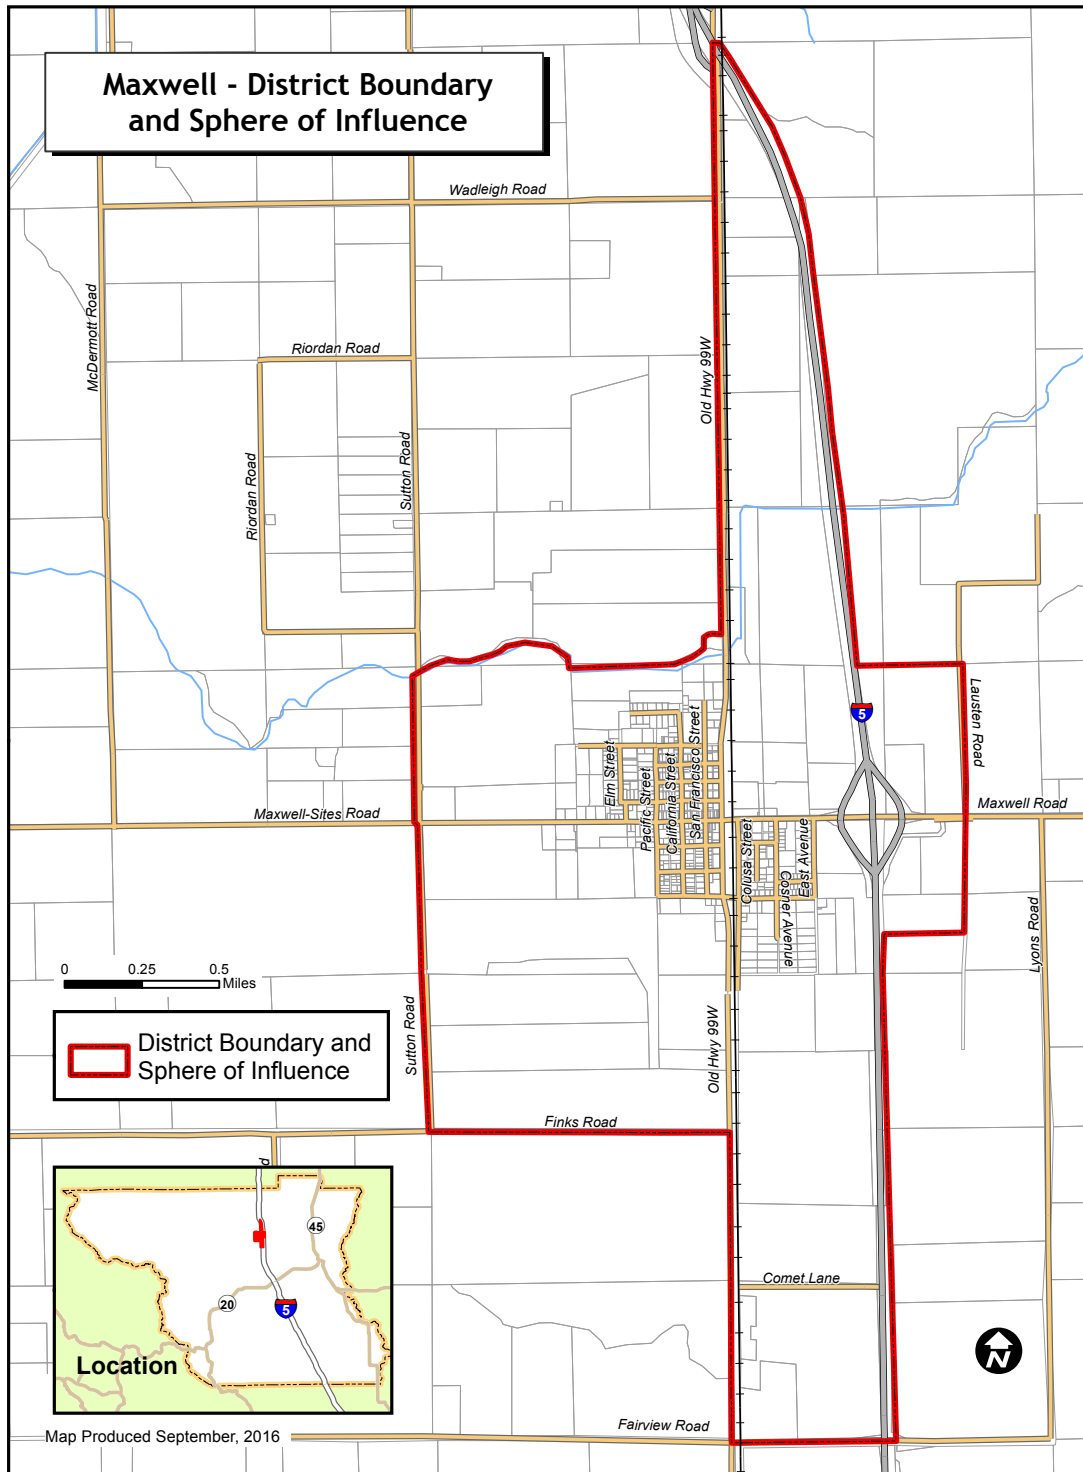 Maxwell - District Boundary
and Sphere of Influence
Wadleigh Road
McDermott Road
Riordan Road
Old Hwy 99W
Sutton Road
Riordan Road
Lausten Road
5
Elm Street
Pacific Street
California Street
San Francisco Street
Maxwell-Sites Road
Maxwell Road
Colusa Street
East Avenue
Cosner Avenue
Lyons Road
0 0.25 0.5
Miles
Sutton Road
Old Hwy 99W
District Boundary and
Sphere of Influence
Finks Road
45
20
5
Location
Comet Lane
N
Fairview Road
Map Produced September, 2016